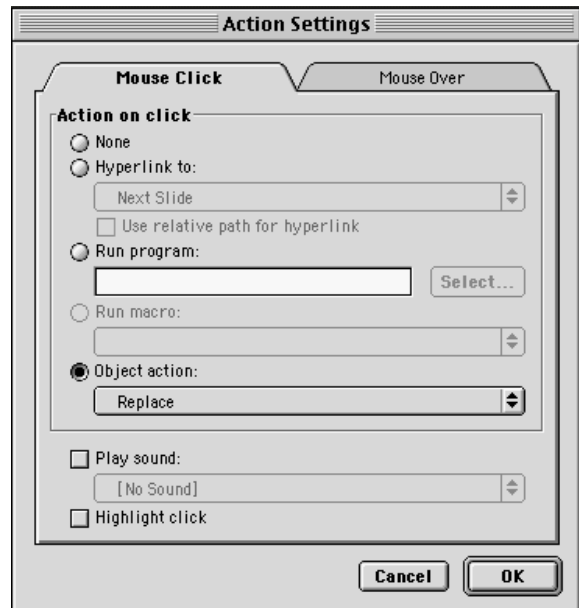 Action Settings
Mouse Click
Mouse Over
Action on click
None
Hyperlink to:
Next Slide
Use relative path for hyperlink
Run program:
Select...
Run macro:
Object action:
Replace
Play sound:
[No Sound]
Highlight click
Cancel
OK